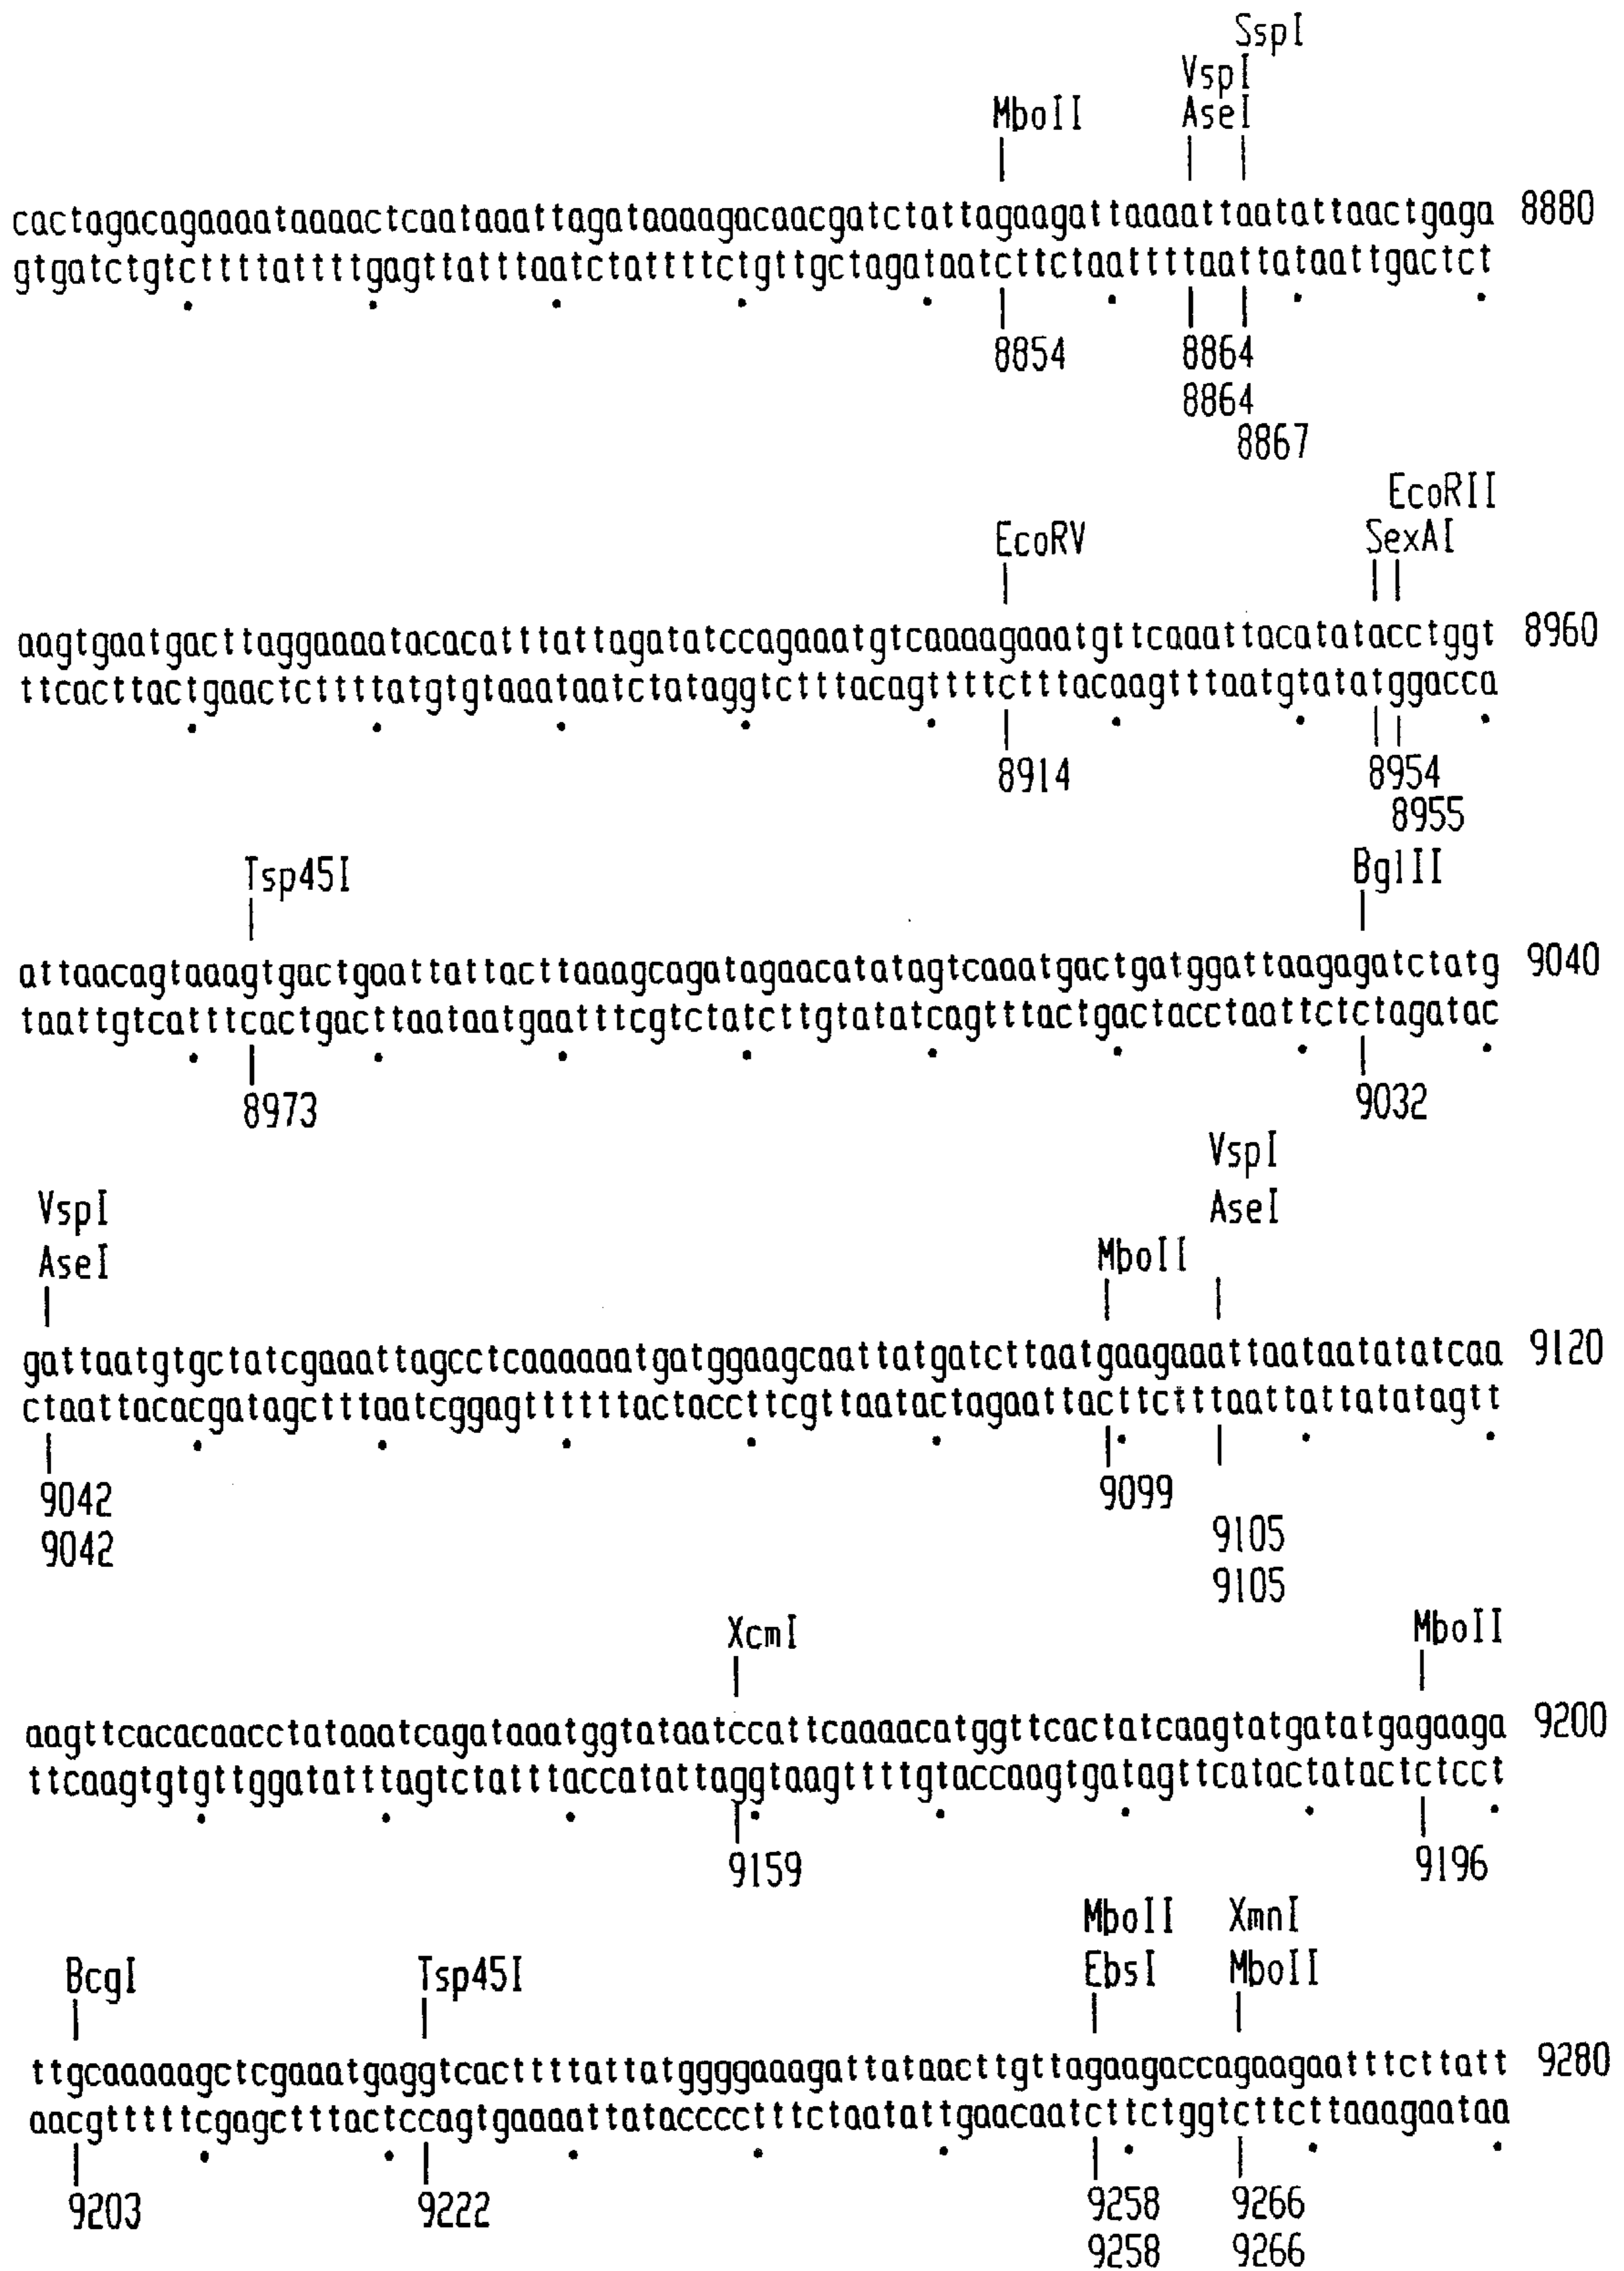 SspI
VspI
MboII AseI
cactagacagaaaataaaactcaataaattagataaaagacaacgatctattagaagattaaaattaatattaactgaga 8880
gtgatctgtcttttattttgagttatttaatctattttctgttgctagataatcttctaattttaattataattgactct
8854 8864
8864
8867
EcoRII
EcoRV SexAI
aagtgaatgacttaggaaaatacacatttattagatatccagaaatgtcaaaagaaatgttcaaattacatatacctggt 8960
ttcacttactgaactcttttatgtgtaaataatctataggtctttacagttttctttacaagtttaatgtatatggacca
8914 8954
8955
Tsp45I BglII
attaacagtaaagtgactgaattattacttaaagcagatagaacatatagtcaaatgactgatggattaagagatctatg 9040
taattgtcatttcactgacttaataatgaatttcgtctatcttgtatatcagtttactgactacctaattctctagatac
8973 9032
VspI
VspI AseI
AseI MboII
gattaatgtgctatcgaaattagcctcaaaaaatgatggaagcaattatgatcttaatgaagaaattaataatatatcaa 9120
ctaattacacgatagctttaatcggagttttttactaccttcgttaatactagaattacttctttaattattatatagtt
9042 9099
9042 9105
9105
XcmI MboII
aagttcacacaacctataaatcagataaatggtataatccattcaaaacatggttcactatcaagtatgatatgagaaga 9200
ttcaagtgtgttggatatttagtctatttaccatattaggtaagttttgtaccaagtgatagttcatactatactctcct
9159 9196
MboII XmnI
BcgI Tsp45I EbsI MboII
ttgcaaaaagctcgaaatgaggtcacttttattatggggaaagattataacttgttagaagaccagaagaatttcttatt 9280
aacgtttttcgagctttactccagtgaaaattatacccctttctaatattgaacaatcttctggtcttcttaaagaataa
9203 9222 9258 9266
9258 9266